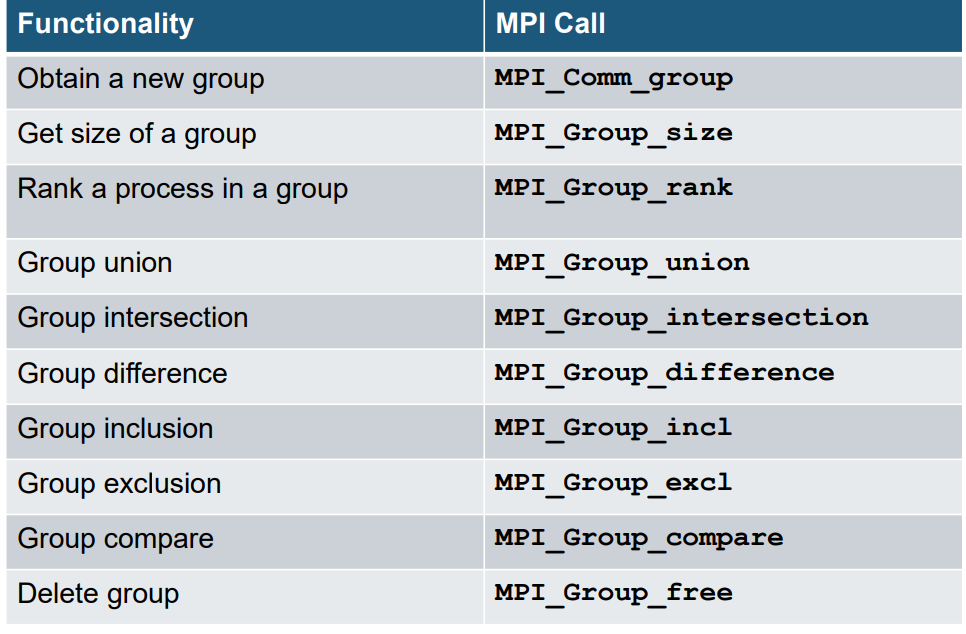 Functionality MPI Call
Obtain a new group MPI_Comm_group
Get size of a group MPI_Group_size
Rank a process in a group MPI_Group_rank
Group union MPI_Group_union
Group intersection MPI_Group_intersection
Group difference MPI_Group_difference
Group inclusion MPI_Group_incl
Group exclusion MPI_Group_excl
Group compare MPI_Group_compare
Delete group MPI_Group_free